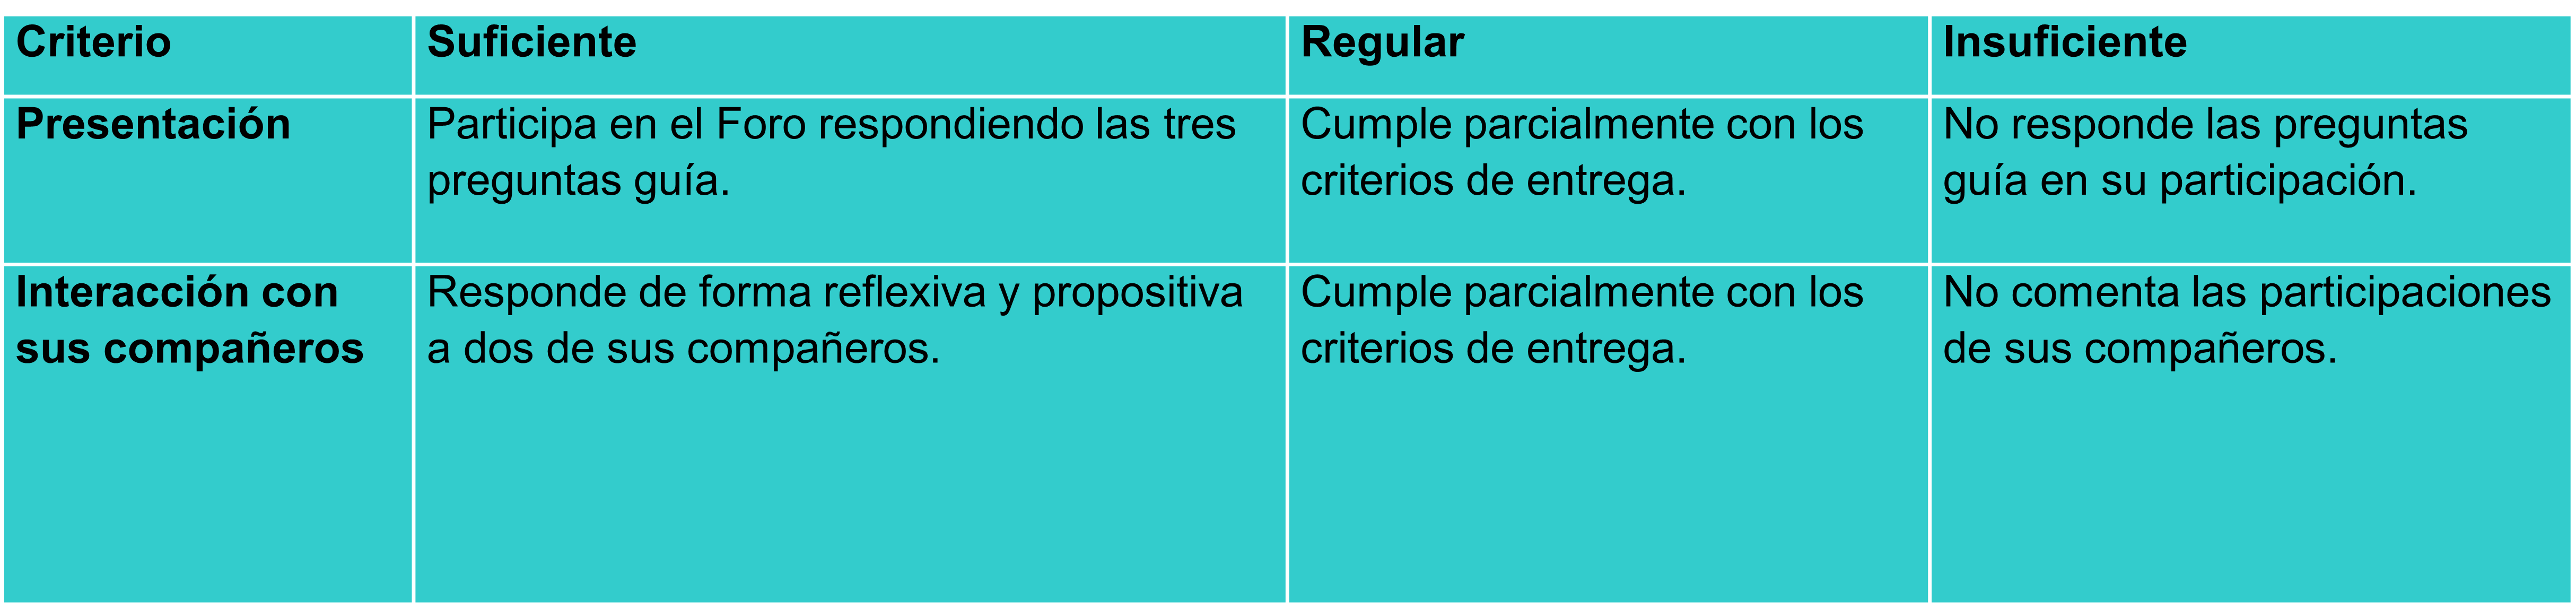 Criterio Suficiente Regular Insuficiente
Presentación Participa en el Foro respondiendo las tres Cumple parcialmente con los No responde las preguntas
preguntas guía. criterios de entrega. guía en su participación.
Interacción con Responde de forma reflexiva y propositiva Cumple parcialmente con los No comenta las participaciones
sus compañeros a dos de sus compañeros. criterios de entrega. de sus compañeros.